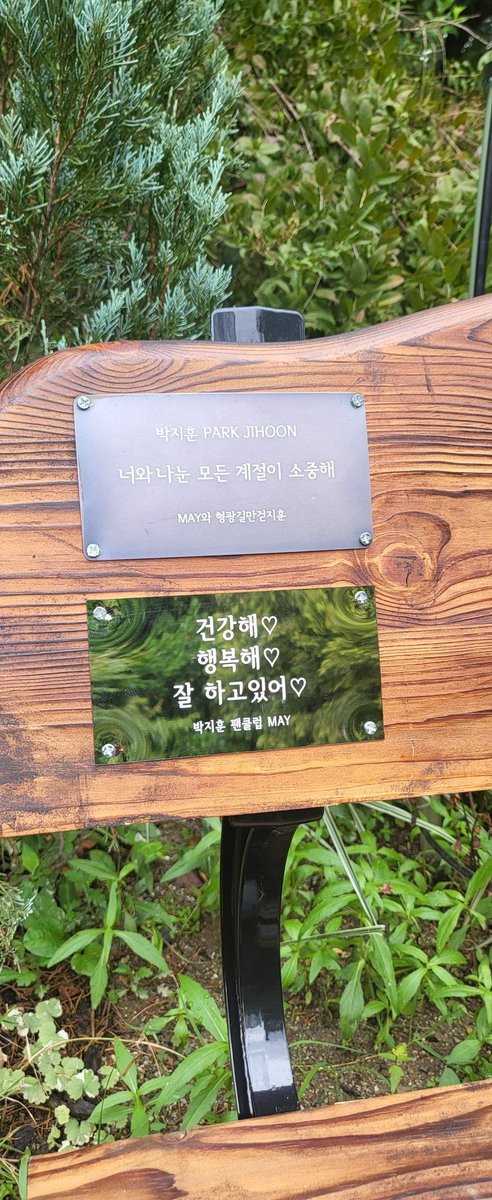 박지훈 PARK JIHOON
너와 나눈 모든 계절이 소중해
MAY와 형광길만걷지훈
건강해♡
행복해♡
잘 하고있어♡
박지훈 팬클럽 MAY